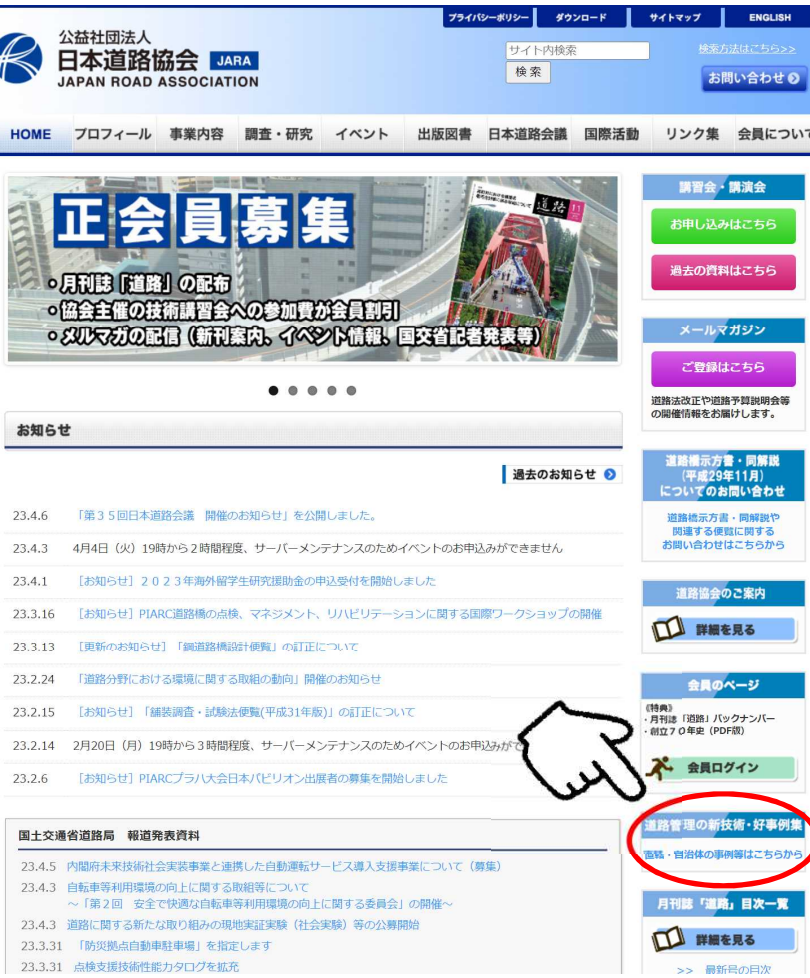 プライバシーポリシー
ダウンロード
サイトマップ
ENGLISH
公益社団法人
日本道路協会 JARA
JAPAN ROAD ASSOCIATION
サイト内検索
検索方法はこちら>>
検索
お問い合わせ
HOME
プロフィール
事業内容
調査・研究
イベント
出版図書
日本道路会議
国際活動
リンク集
会員について
正会員募集
道路 11
・月刊誌「道路」の配布
・協会主催の技術講習会への参加費が会員割引
・メルマガの配信（新刊案内、イベント情報、国交省記者発表等）
お知らせ
過去のお知らせ
23.4.6 「第３５回日本道路会議 開催のお知らせ」を公開しました。
23.4.3 4月4日（火）19時から２時間程度、サーバーメンテナンスのためイベントのお申込みができません
23.4.1 ［お知らせ］２０２３年海外留学生研究援助金の申込受付を開始しました
23.3.16 ［お知らせ］PIARC道路橋の点検、マネジメント、リハビリテーションに関する国際ワークショップの開催
23.3.13 ［更新のお知らせ］「鋼道路橋設計便覧」の訂正について
23.2.24 「道路分野における環境に関する取組の動向」開催のお知らせ
23.2.15 ［お知らせ］「舗装調査・試験法便覧(平成31年版)」の訂正について
23.2.14 2月20日（月）19時から３時間程度、サーバーメンテナンスのためイベントのお申込みがで
23.2.6 ［お知らせ］PIARCプラハ大会日本パビリオン出展者の募集を開始しました
国土交通省道路局 報道発表資料
23.4.5 内閣府未来技術社会実装事業と連携した自動運転サービス導入支援事業について（募集）
23.4.3 自転車等利用環境の向上に関する取組等について
～「第２回 安全で快適な自転車等利用環境の向上に関する委員会」の開催～
23.4.3 道路に関する新たな取り組みの現地実証実験（社会実験）等の公募開始
23.3.31 「防災拠点自動車駐車場」を指定します
23.3.31 点検支援技術性能カタログを拡充
講習会・講演会
お申し込みはこちら
過去の資料はこちら
メールマガジン
ご登録はこちら
道路法改正や道路予算説明会等
の開催情報をお届けします。
道路橋示方書・同解説
（平成29年11月）
についてのお問い合わせ
道路橋示方書・同解説や
関連する便覧に関する
お問い合わせはこちらから
道路協会のご案内
詳細を見る
会員のページ
《特典》
・月刊誌「道路」バックナンバー
・創立７０年史（PDF版）
会員ログイン
道路管理の新技術・好事例集
直轄・自治体の事例等はこちらから
月刊誌「道路」目次一覧
詳細を見る
>> 最新号の目次